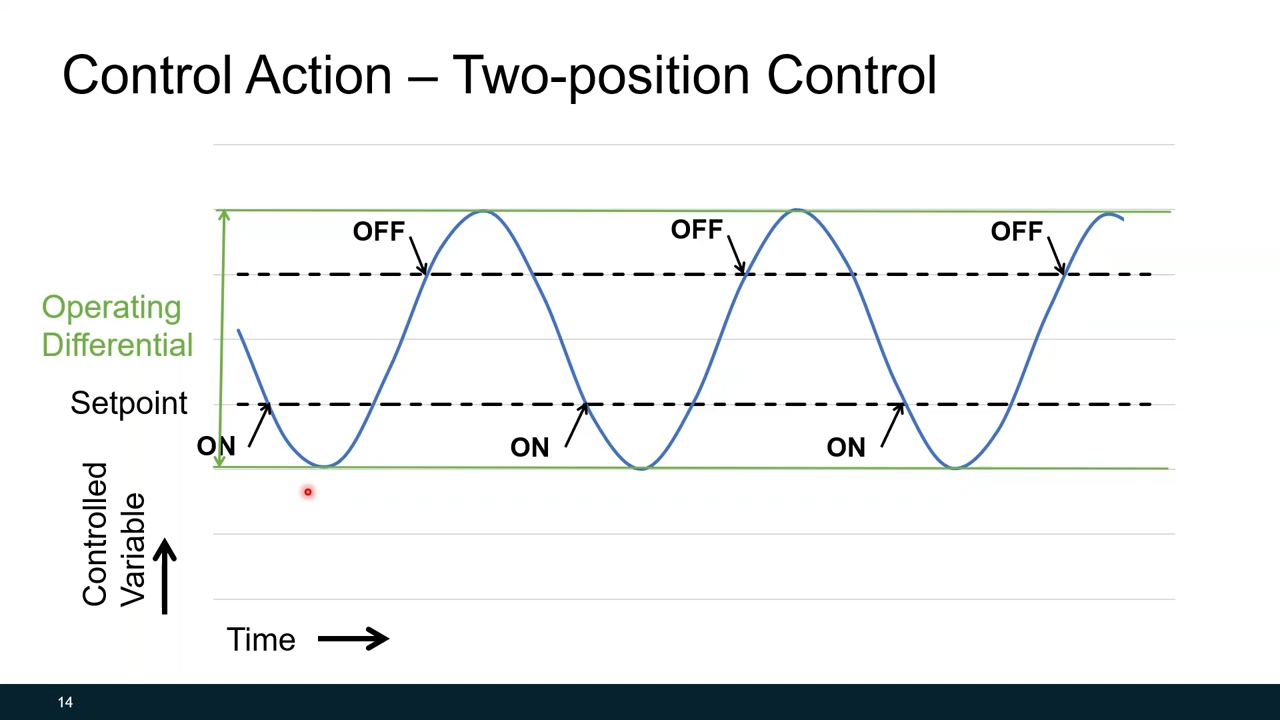 Control Action – Two-position Control
OFF
OFF
OFF
Operating
Differential
Setpoint
ON
ON
ON
Controlled
Variable
Time
14